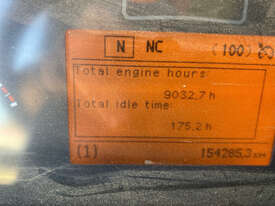 N NC (100)
Total engine hours:
9032.7 h
Total idle time:
175.2 h
(1) 154285.3 km